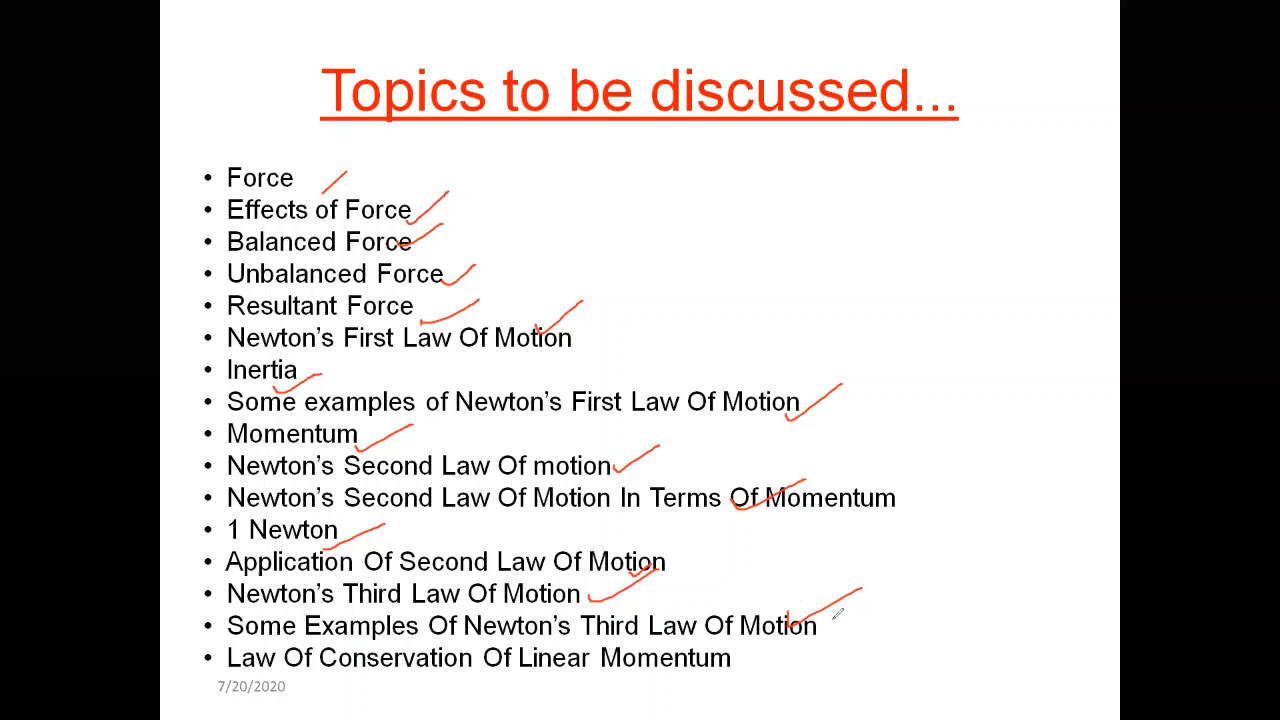 Topics to be discussed...
• Force
• Effects of Force
• Balanced Force
• Unbalanced Force
• Resultant Force
• Newton’s First Law Of Motion
• Inertia
• Some examples of Newton’s First Law Of Motion
• Momentum
• Newton’s Second Law Of motion
• Newton’s Second Law Of Motion In Terms Of Momentum
• 1 Newton
• Application Of Second Law Of Motion
• Newton’s Third Law Of Motion
• Some Examples Of Newton’s Third Law Of Motion
• Law Of Conservation Of Linear Momentum
7/20/2020